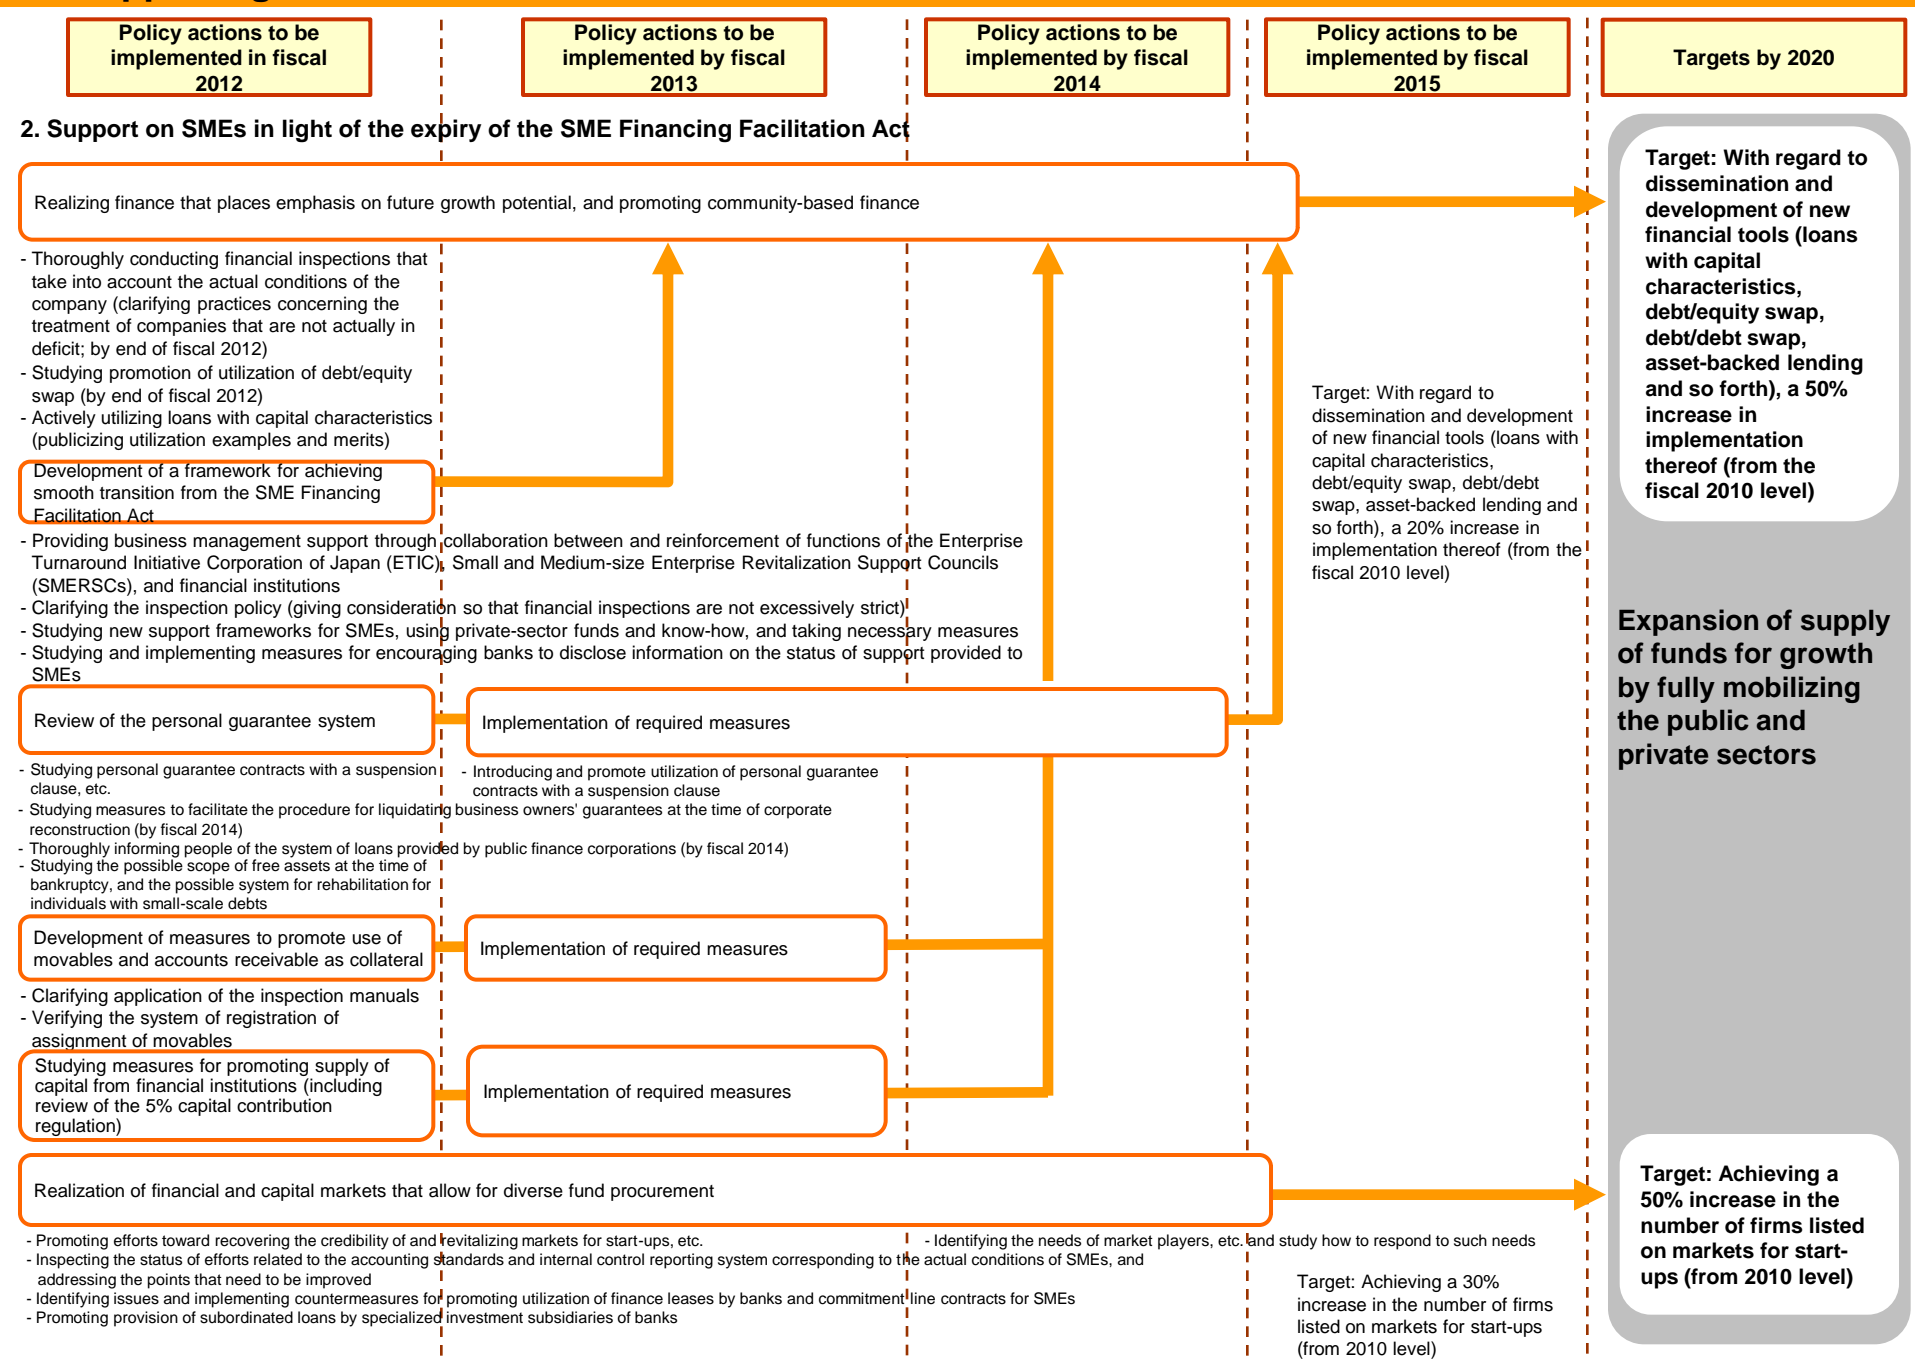 Policy actions to be
implemented in fiscal
2012
Policy actions to be
implemented by fiscal
2013
Policy actions to be
implemented by fiscal
2014
Policy actions to be
implemented by fiscal
2015
Targets by 2020
2. Support on SMEs in light of the expiry of the SME Financing Facilitation Act
Realizing finance that places emphasis on future growth potential, and promoting community-based finance
- Thoroughly conducting financial inspections that
take into account the actual conditions of the
company (clarifying practices concerning the
treatment of companies that are not actually in
deficit; by end of fiscal 2012)
- Studying promotion of utilization of debt/equity
swap (by end of fiscal 2012)
- Actively utilizing loans with capital characteristics
(publicizing utilization examples and merits)
Development of a framework for achieving
smooth transition from the SME Financing
Facilitation Act
- Providing business management support through collaboration between and reinforcement of functions of the Enterprise
Turnaround Initiative Corporation of Japan (ETIC), Small and Medium-size Enterprise Revitalization Support Councils
(SMERSCs), and financial institutions
- Clarifying the inspection policy (giving consideration so that financial inspections are not excessively strict)
- Studying new support frameworks for SMEs, using private-sector funds and know-how, and taking necessary measures
- Studying and implementing measures for encouraging banks to disclose information on the status of support provided to
SMEs
Review of the personal guarantee system
Implementation of required measures
- Studying personal guarantee contracts with a suspension
clause, etc.
- Introducing and promote utilization of personal guarantee
contracts with a suspension clause
- Studying measures to facilitate the procedure for liquidating business owners' guarantees at the time of corporate
reconstruction (by fiscal 2014)
- Thoroughly informing people of the system of loans provided by public finance corporations (by fiscal 2014)
- Studying the possible scope of free assets at the time of
bankruptcy, and the possible system for rehabilitation for
individuals with small-scale debts
Development of measures to promote use of
movables and accounts receivable as collateral
Implementation of required measures
- Clarifying application of the inspection manuals
- Verifying the system of registration of
assignment of movables
Studying measures for promoting supply of
capital from financial institutions (including
review of the 5% capital contribution
regulation)
Implementation of required measures
Realization of financial and capital markets that allow for diverse fund procurement
- Promoting efforts toward recovering the credibility of and revitalizing markets for start-ups, etc.
- Identifying the needs of market players, etc. and study how to respond to such needs
- Inspecting the status of efforts related to the accounting standards and internal control reporting system corresponding to the actual conditions of SMEs, and
addressing the points that need to be improved
- Identifying issues and implementing countermeasures for promoting utilization of finance leases by banks and commitment line contracts for SMEs
- Promoting provision of subordinated loans by specialized investment subsidiaries of banks
Target: With regard to
dissemination and development
of new financial tools (loans with
capital characteristics,
debt/equity swap, debt/debt
swap, asset-backed lending and
so forth), a 20% increase in
implementation thereof (from the
fiscal 2010 level)
Target: Achieving a 30%
increase in the number of firms
listed on markets for start-ups
(from 2010 level)
Target: With regard to
dissemination and
development of new
financial tools (loans
with capital
characteristics,
debt/equity swap,
debt/debt swap,
asset-backed lending
and so forth), a 50%
increase in
implementation
thereof (from the
fiscal 2010 level)
Expansion of supply
of funds for growth
by fully mobilizing
the public and
private sectors
Target: Achieving a
50% increase in the
number of firms listed
on markets for start-
ups (from 2010 level)